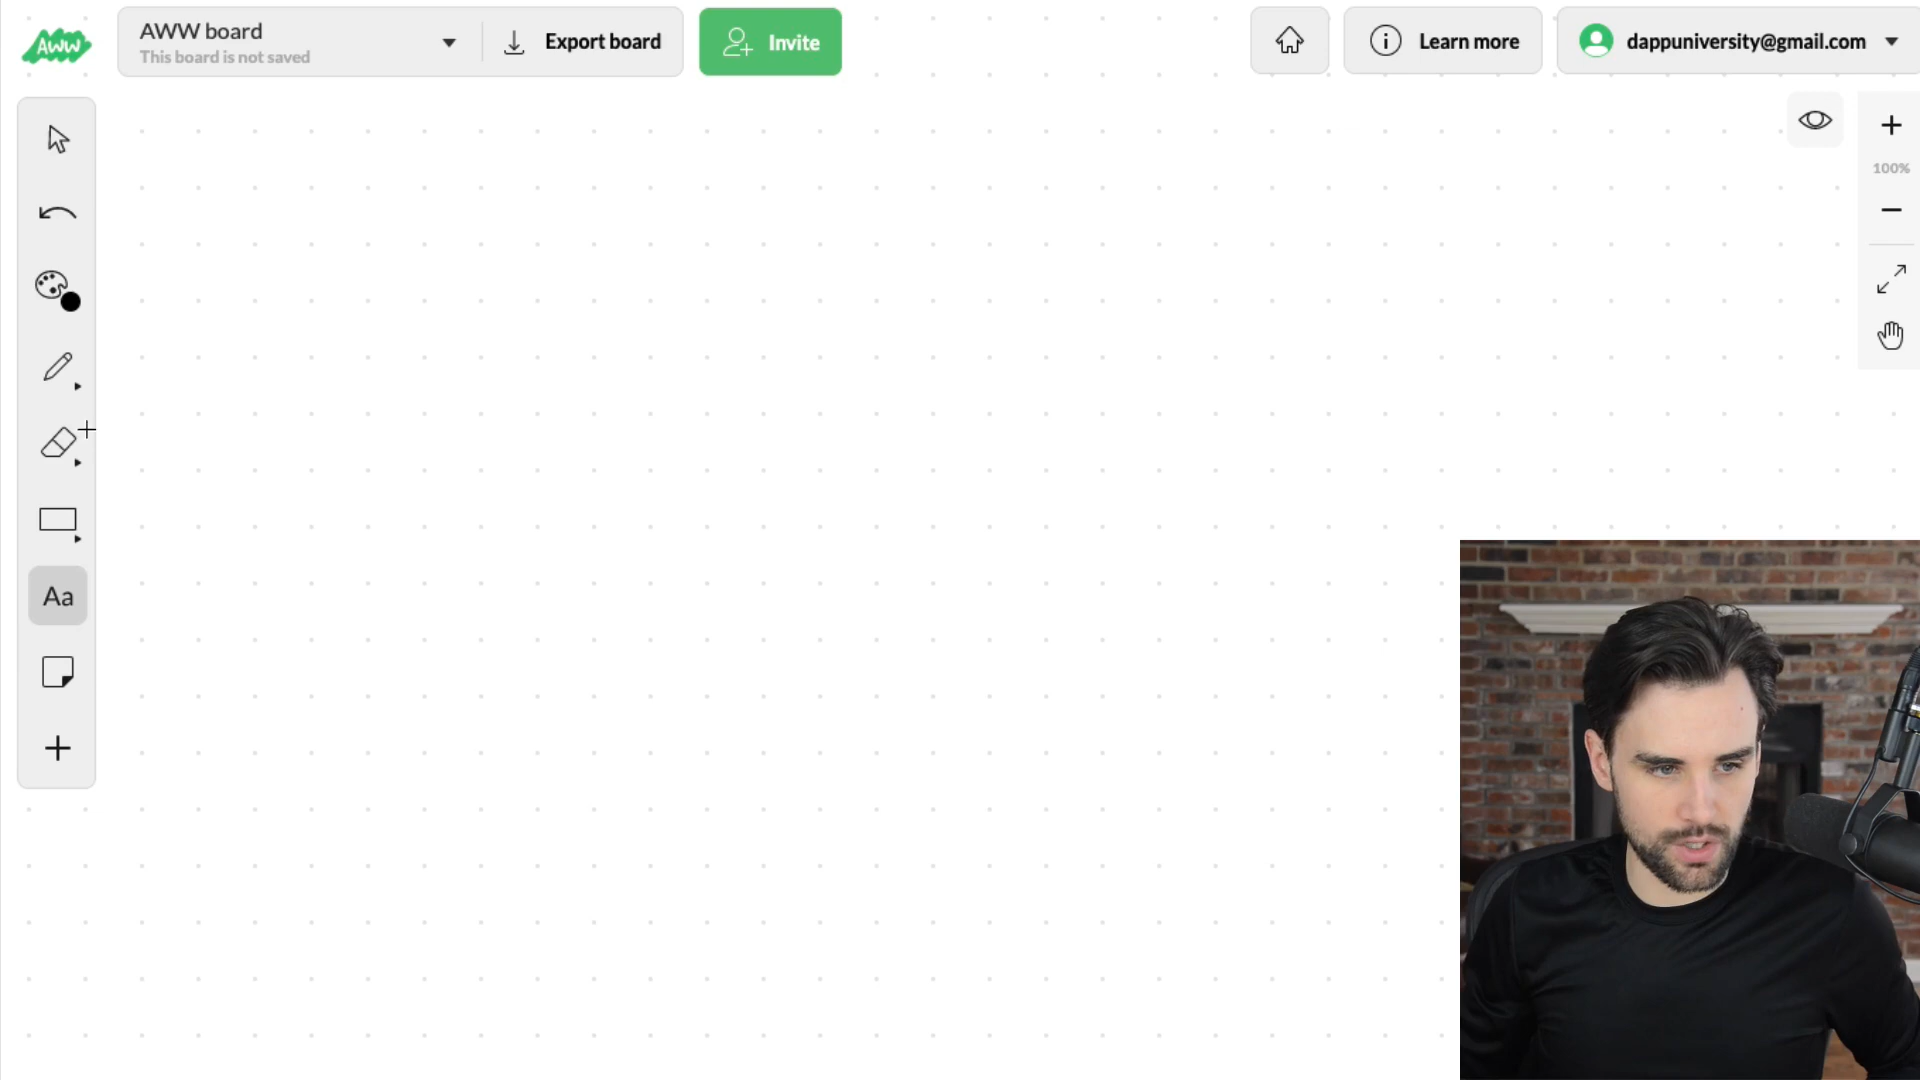 AWW
AWW board
This board is not saved
Export board
Invite
Learn more
dappuniversity@gmail.com
100%
Aa